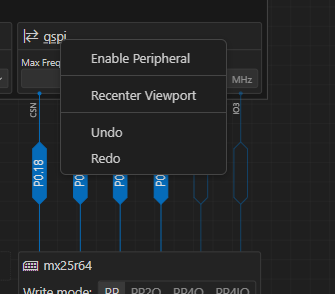 qspi
Max Freq
MHz
Enable Peripheral
Recenter Viewport
Undo
Redo
CSN
IO3
P0.18
P0
P0
P0
mx25r64
Write mode: PP PP2O PP4O PP4IO